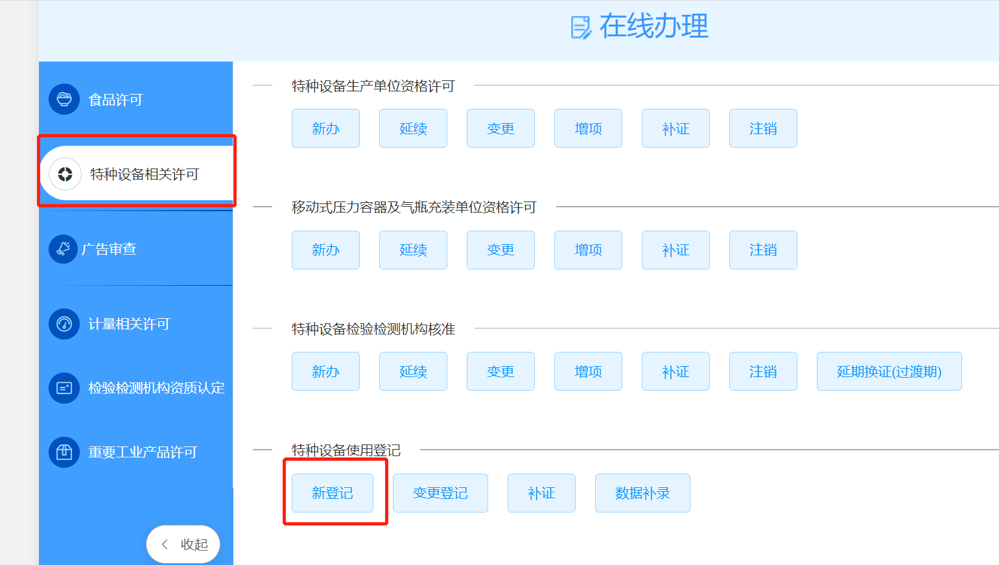 在线办理
食品许可
特种设备相关许可
广告审查
计量相关许可
检验检测机构资质认定
重要工业产品许可
收起
特种设备生产单位资格许可
新办 延续 变更 增项 补证 注销
移动式压力容器及气瓶充装单位资格许可
新办 延续 变更 增项 补证 注销
特种设备检验检测机构核准
新办 延续 变更 增项 补证 注销 延期换证(过渡期)
特种设备使用登记
新登记 变更登记 补证 数据补录